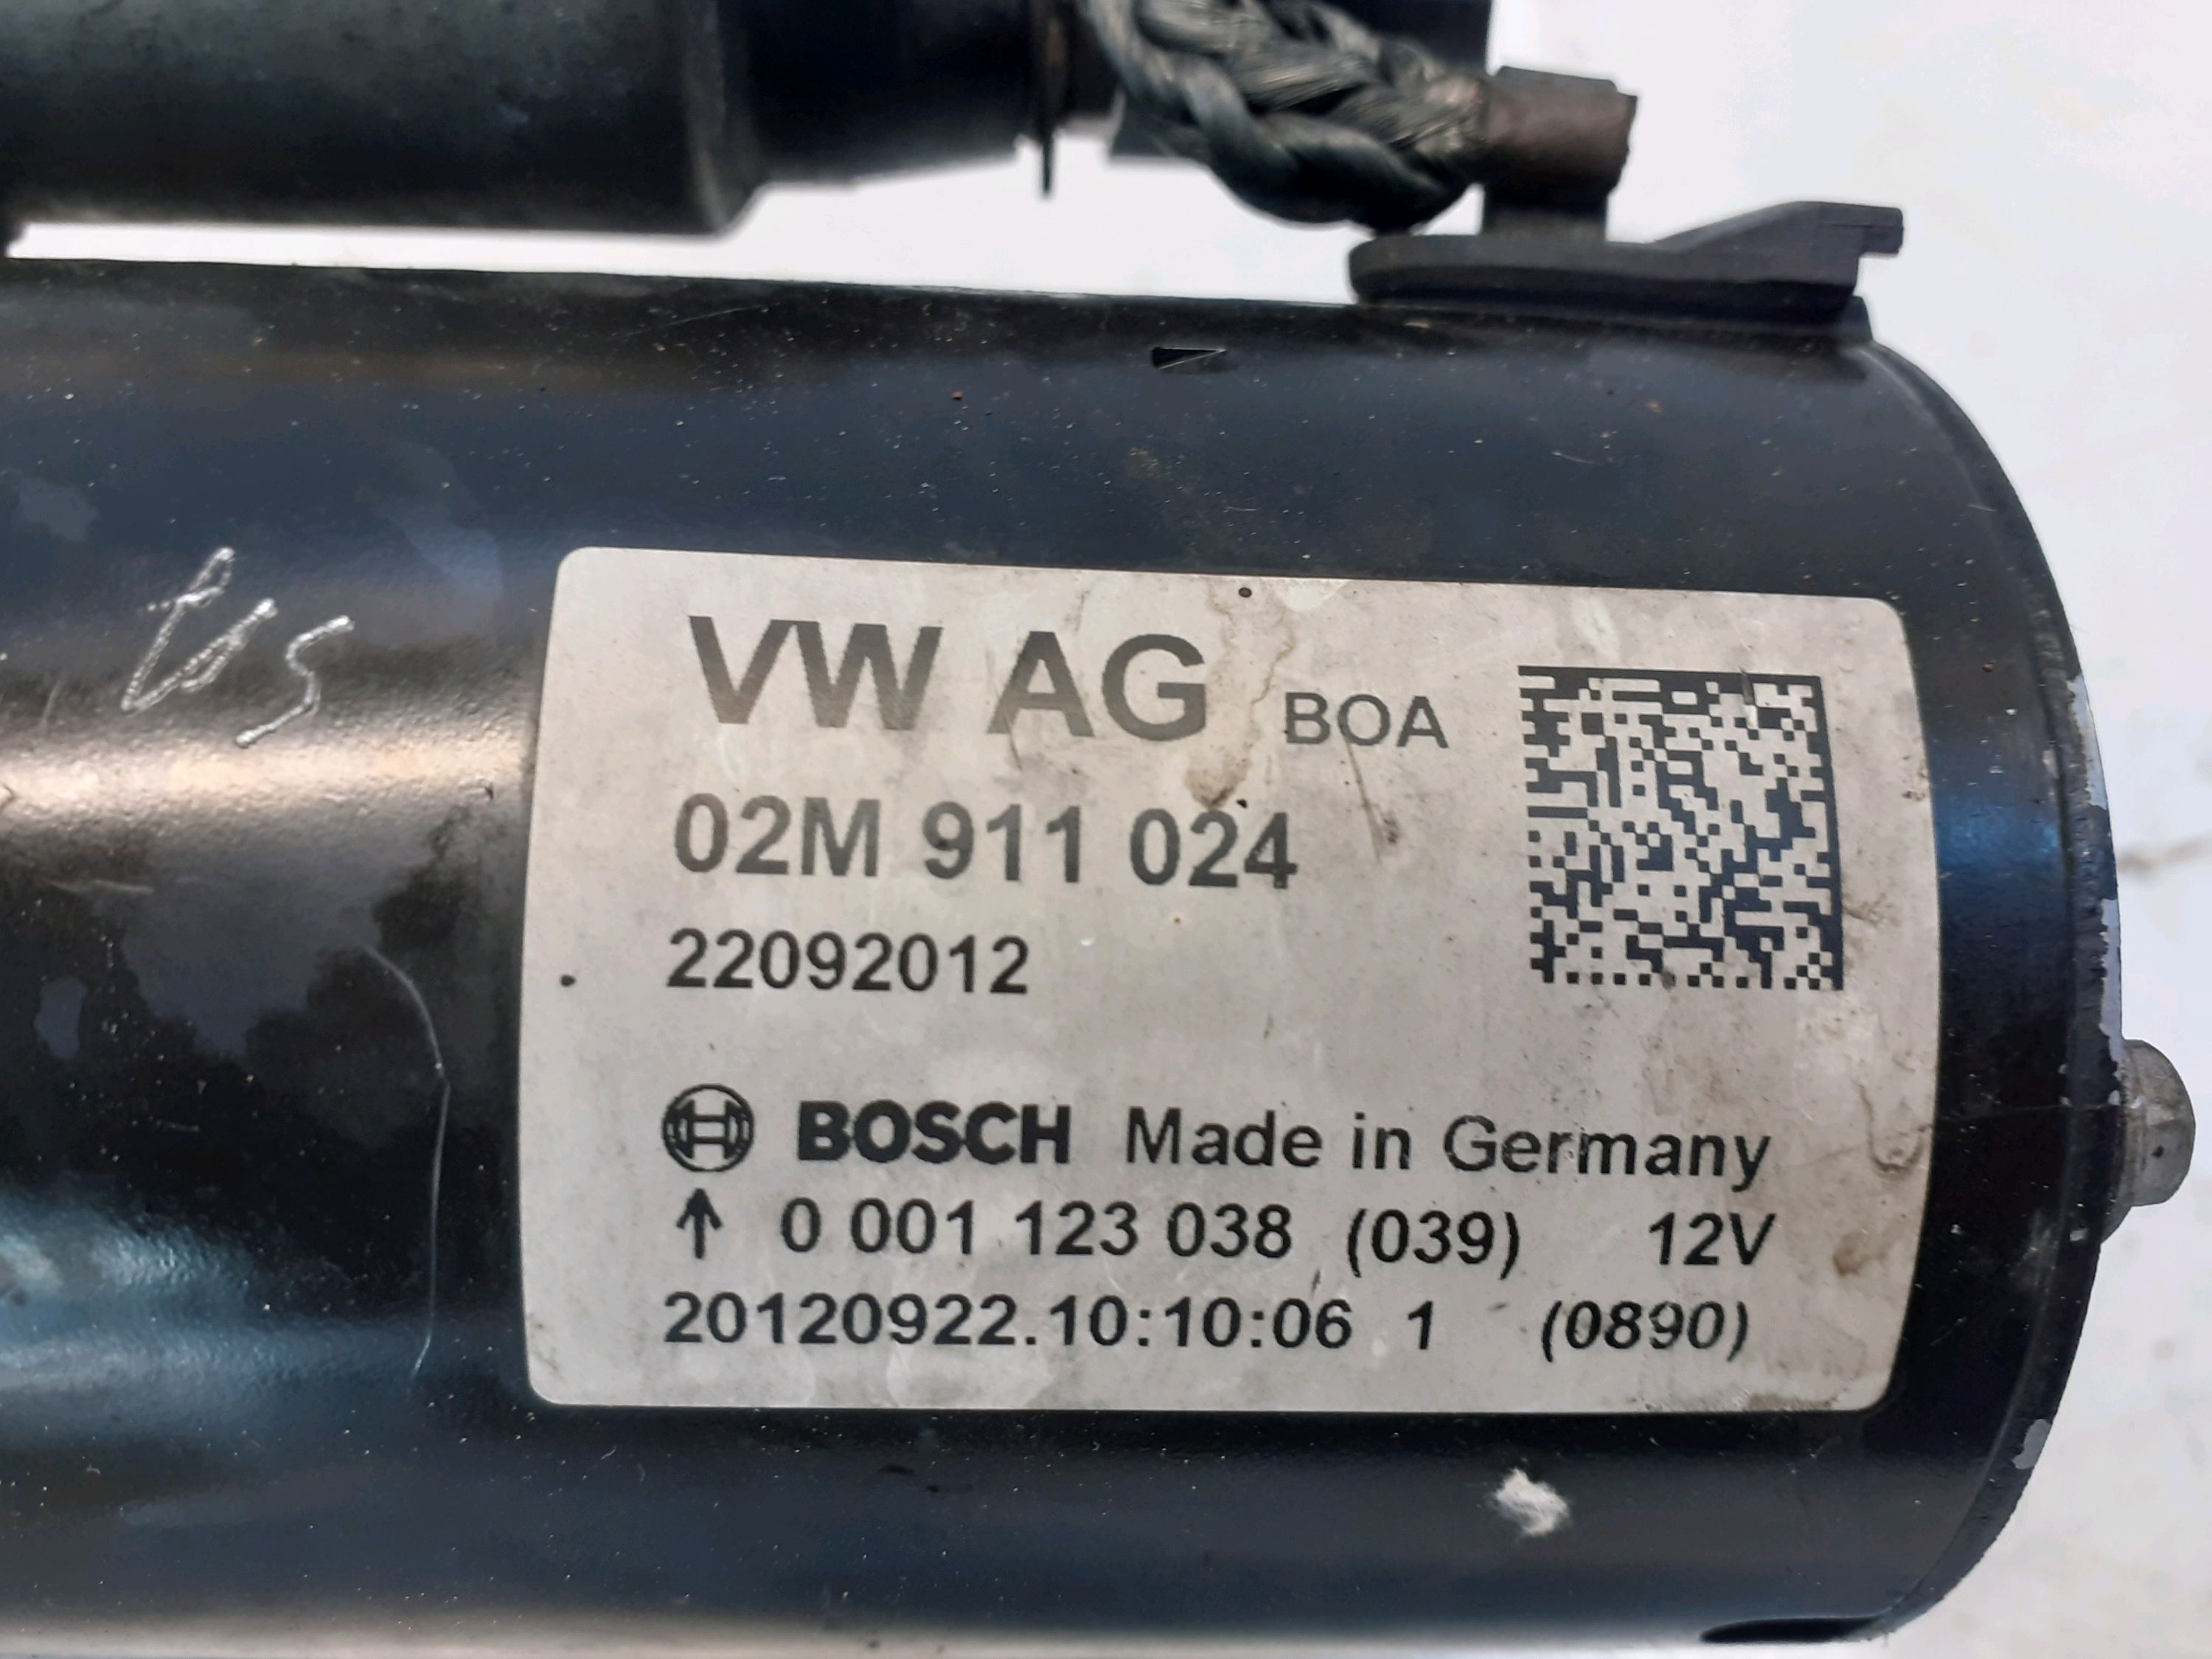 VW AG BOA
02M 911 024
22092012
BOSCH Made in Germany
↑ 0 001 123 038 (039) 12V
20120922.10:10:06 1 (0890)